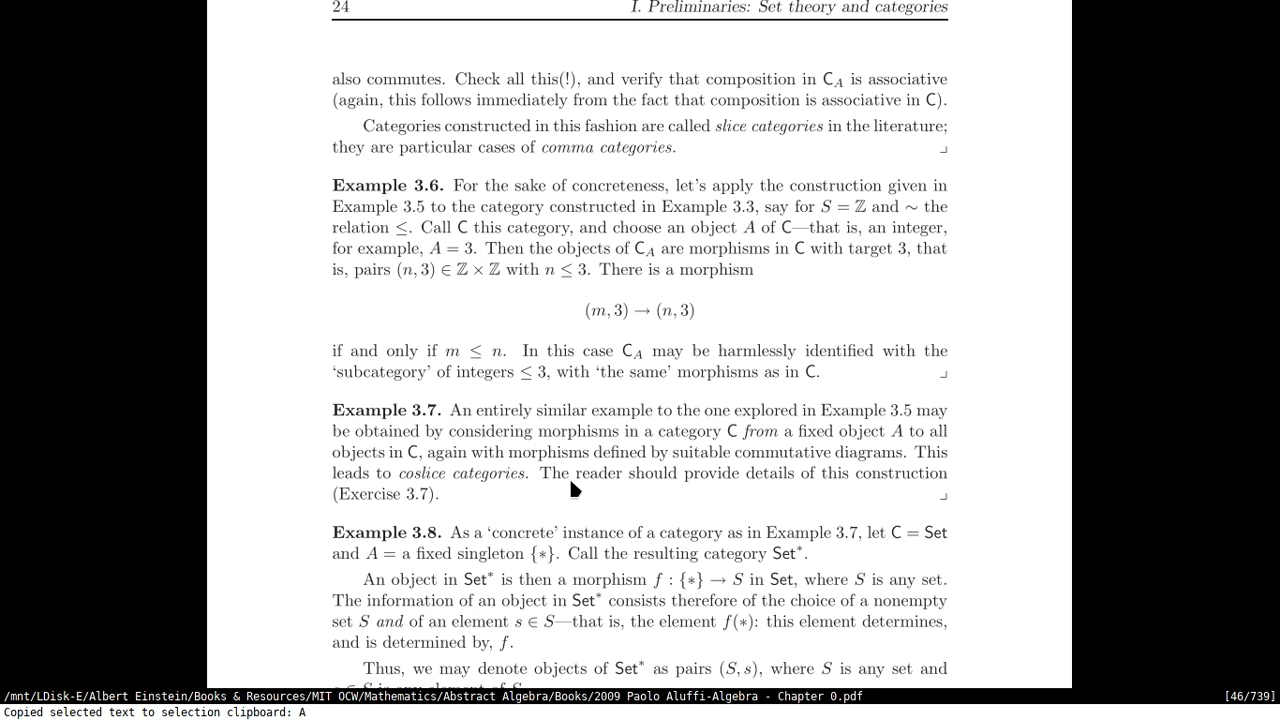 24 I. Preliminaries: Set theory and categories
also commutes. Check all this(!), and verify that composition in C_A is associative
(again, this follows immediately from the fact that composition is associative in C).
Categories constructed in this fashion are called slice categories in the literature;
they are particular cases of comma categories. ⌟
Example 3.6. For the sake of concreteness, let's apply the construction given in
Example 3.5 to the category constructed in Example 3.3, say for S = ℤ and ∼ the
relation ≤. Call C this category, and choose an object A of C—that is, an integer,
for example, A = 3. Then the objects of C_A are morphisms in C with target 3, that
is, pairs (n, 3) ∈ ℤ × ℤ with n ≤ 3. There is a morphism
(m, 3) → (n, 3)
if and only if m ≤ n. In this case C_A may be harmlessly identified with the
'subcategory' of integers ≤ 3, with 'the same' morphisms as in C. ⌟
Example 3.7. An entirely similar example to the one explored in Example 3.5 may
be obtained by considering morphisms in a category C from a fixed object A to all
objects in C, again with morphisms defined by suitable commutative diagrams. This
leads to coslice categories. The reader should provide details of this construction
(Exercise 3.7). ⌟
Example 3.8. As a 'concrete' instance of a category as in Example 3.7, let C = Set
and A = a fixed singleton {∗}. Call the resulting category Set*.
An object in Set* is then a morphism f : {∗} → S in Set, where S is any set.
The information of an object in Set* consists therefore of the choice of a nonempty
set S and of an element s ∈ S—that is, the element f(∗): this element determines,
and is determined by, f.
Thus, we may denote objects of Set* as pairs (S, s), where S is any set and
/mnt/LDisk-E/Albert Einstein/Books & Resources/MIT OCW/Mathematics/Abstract Algebra/Books/2009 Paolo Aluffi-Algebra - Chapter 0.pdf [46/739]
Copied selected text to selection clipboard: A